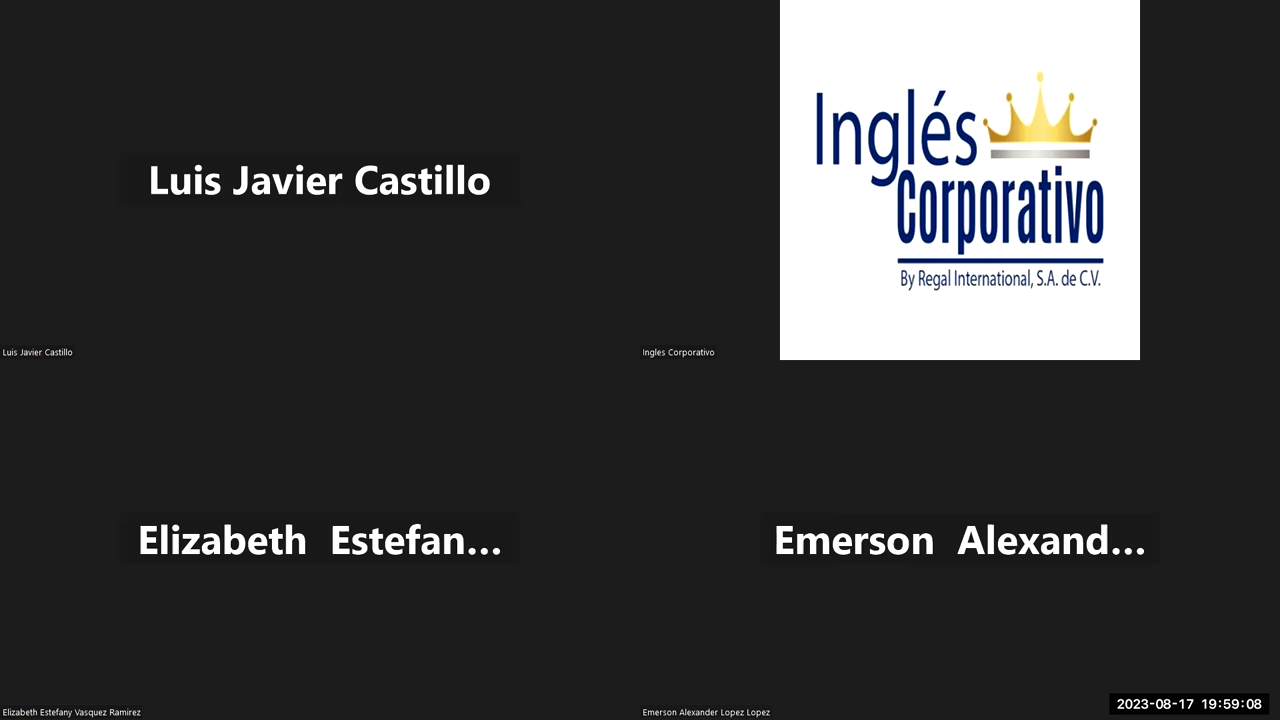 Luis Javier Castillo
Luis Javier Castillo
Inglés
Corporativo
By Regal International, S.A. de C.V.
Ingles Corporativo
Elizabeth Estefan...
Elizabeth Estefany Vasquez Ramirez
Emerson Alexand...
Emerson Alexander Lopez Lopez
2023-08-17 19:59:08